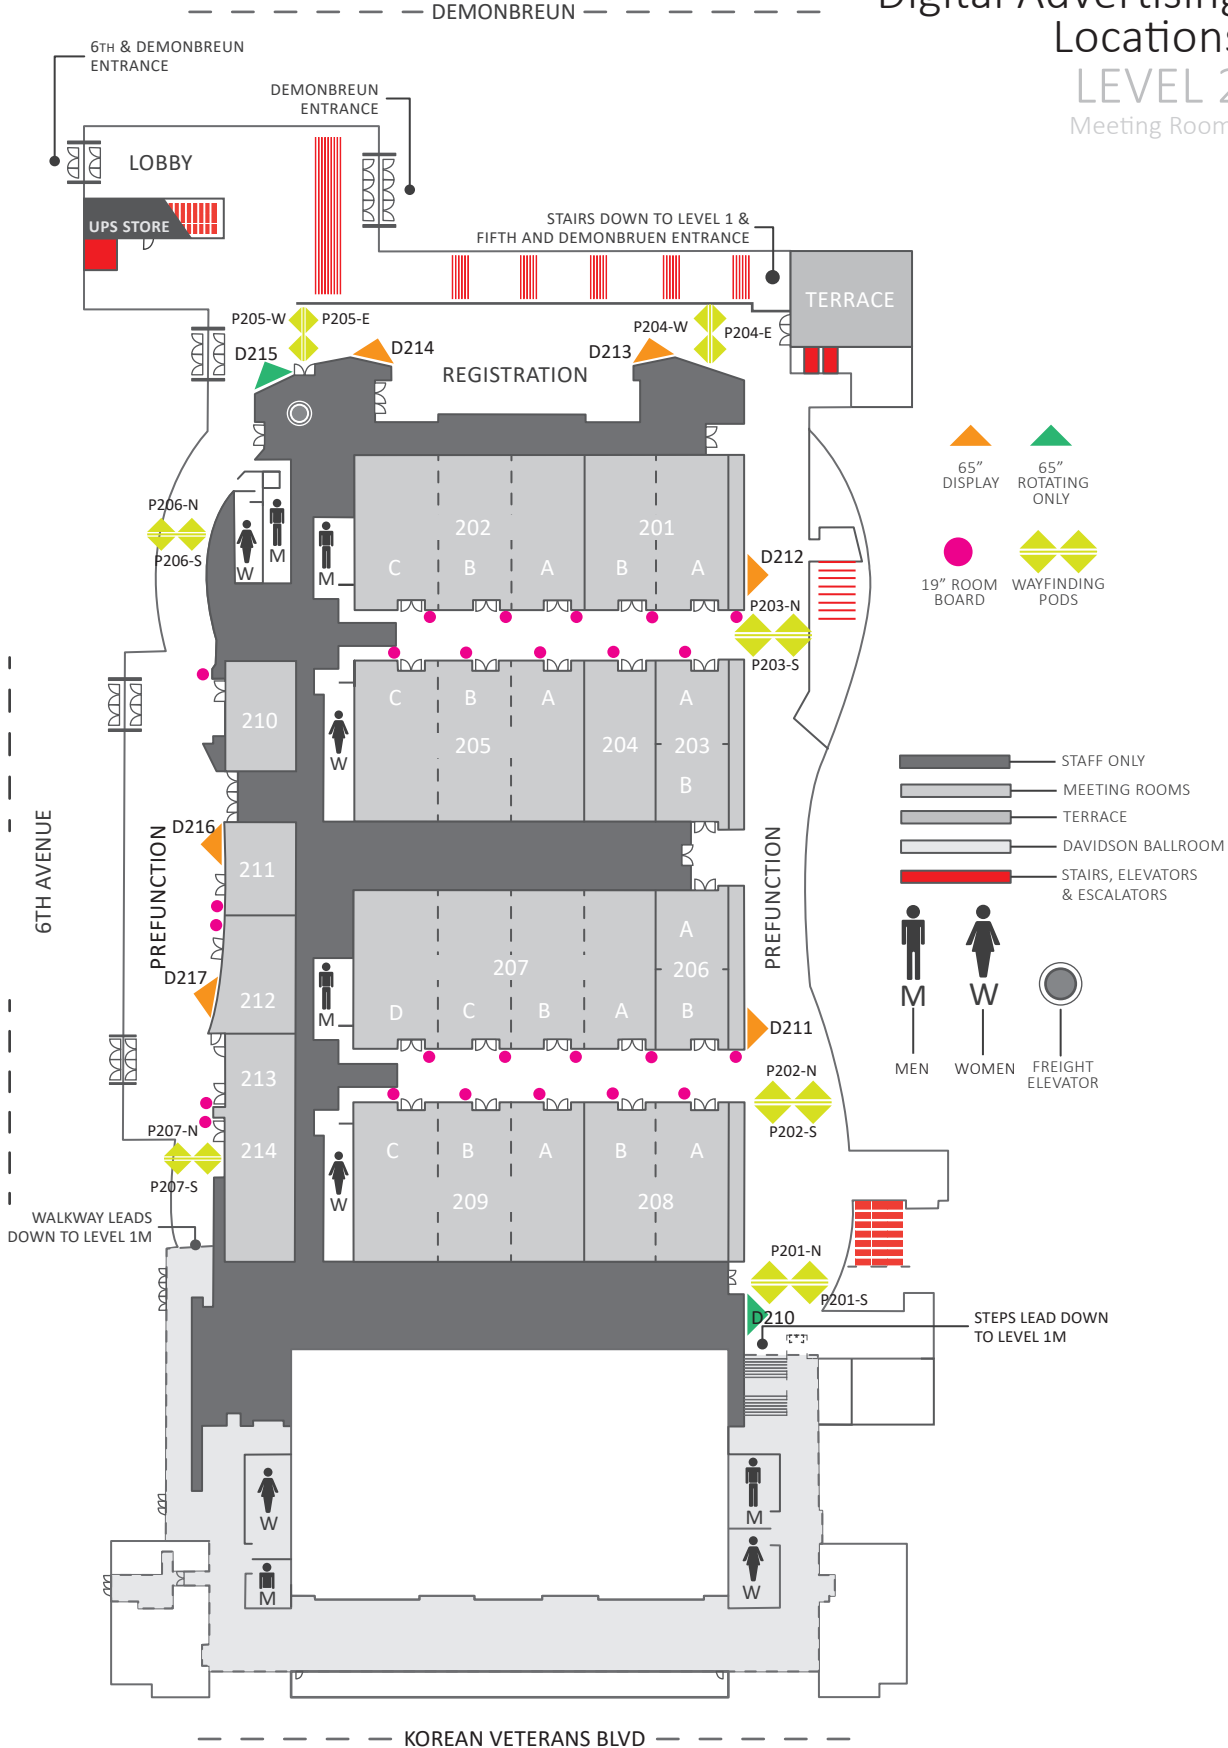 DEMONBREUN
Digital Advertising
Locations
LEVEL 2
Meeting Room
6TH & DEMONBREUN
ENTRANCE
DEMONBREUN
ENTRANCE
LOBBY
UPS STORE
STAIRS DOWN TO LEVEL 1 &
FIFTH AND DEMONBRUEN ENTRANCE
TERRACE
P205-W
P205-E
P204-W
P204-E
D215
D214
D213
REGISTRATION
65”
DISPLAY
65”
ROTATING
ONLY
19” ROOM
BOARD
WAYFINDING
PODS
P206-N
P206-S
W
M
M
202
201
C
B
A
B
A
D212
P203-N
P203-S
C
B
A
A
210
205
204
203
B
W
STAFF ONLY
MEETING ROOMS
TERRACE
DAVIDSON BALLROOM
STAIRS, ELEVATORS
& ESCALATORS
6TH AVENUE
PREFUNCTION
PREFUNCTION
D216
211
D217
212
207
A
206
M
D
C
B
A
B
D211
M
W
MEN
WOMEN
FREIGHT
ELEVATOR
213
P202-N
P202-S
P207-N
P207-S
214
C
B
A
B
A
209
208
W
WALKWAY LEADS
DOWN TO LEVEL 1M
P201-N
P201-S
D210
STEPS LEAD DOWN
TO LEVEL 1M
W
M
M
W
KOREAN VETERANS BLVD